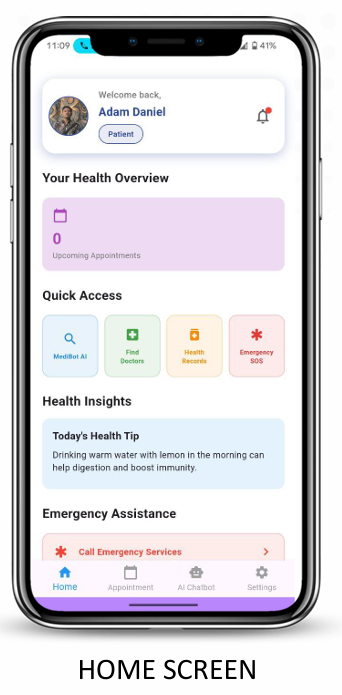 11:09
41%
Welcome back,
Adam Daniel
Patient
Your Health Overview
0
Upcoming Appointments
Quick Access
MediBot AI
Find
Doctors
Health
Records
Emergency
SOS
Health Insights
Today's Health Tip
Drinking warm water with lemon in the morning can
help digestion and boost immunity.
Emergency Assistance
Call Emergency Services
Home
Appointment
AI Chatbot
Settings
HOME SCREEN